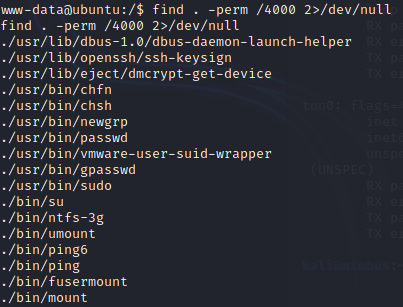 www-data@ubuntu:/$ find . -perm /4000 2>/dev/null
find . -perm /4000 2>/dev/null
./usr/lib/dbus-1.0/dbus-daemon-launch-helper
./usr/lib/openssh/ssh-keysign
./usr/lib/eject/dmcrypt-get-device
./usr/bin/chfn
./usr/bin/chsh
./usr/bin/newgrp
./usr/bin/passwd
./usr/bin/vmware-user-suid-wrapper
./usr/bin/gpasswd
./usr/bin/sudo
./bin/su
./bin/ntfs-3g
./bin/umount
./bin/ping6
./bin/ping
./bin/fusermount
./bin/mount